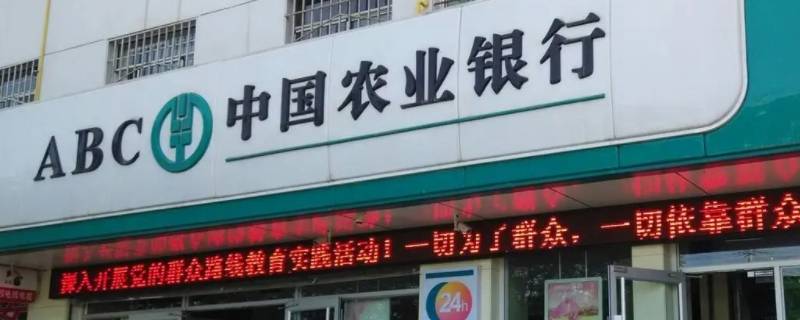 ABC 中国农业银行
深入开展党的群众路线教育实践活动！一切为了群众，一切依靠群众
24h